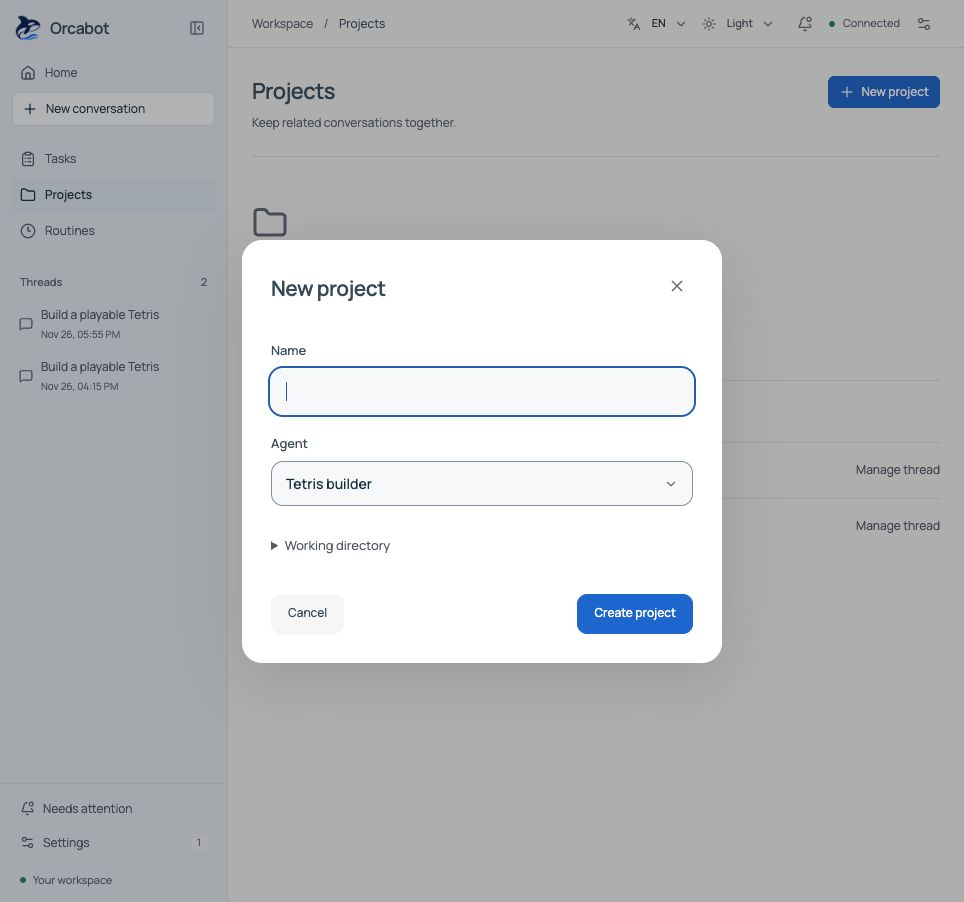 Orcabot
Home
New conversation
Tasks
Projects
Routines
Threads 2
Build a playable Tetris
Nov 26, 05:55 PM
Build a playable Tetris
Nov 26, 04:15 PM
Needs attention
Settings 1
Your workspace
Workspace / Projects
EN
Light
Connected
Projects
New project
Keep related conversations together.
Manage thread
Manage thread
New project
Name
Agent
Tetris builder
Working directory
Cancel
Create project